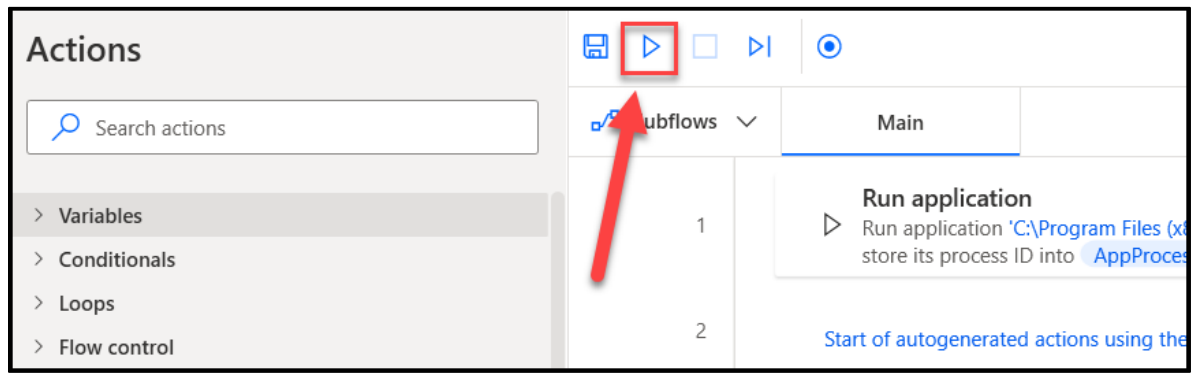 Actions
Search actions
Variables
Conditionals
Loops
Flow control
ubflows
Main
1
Run application
Run application 'C:\Program Files (x8
store its process ID into AppProces
2
Start of autogenerated actions using the